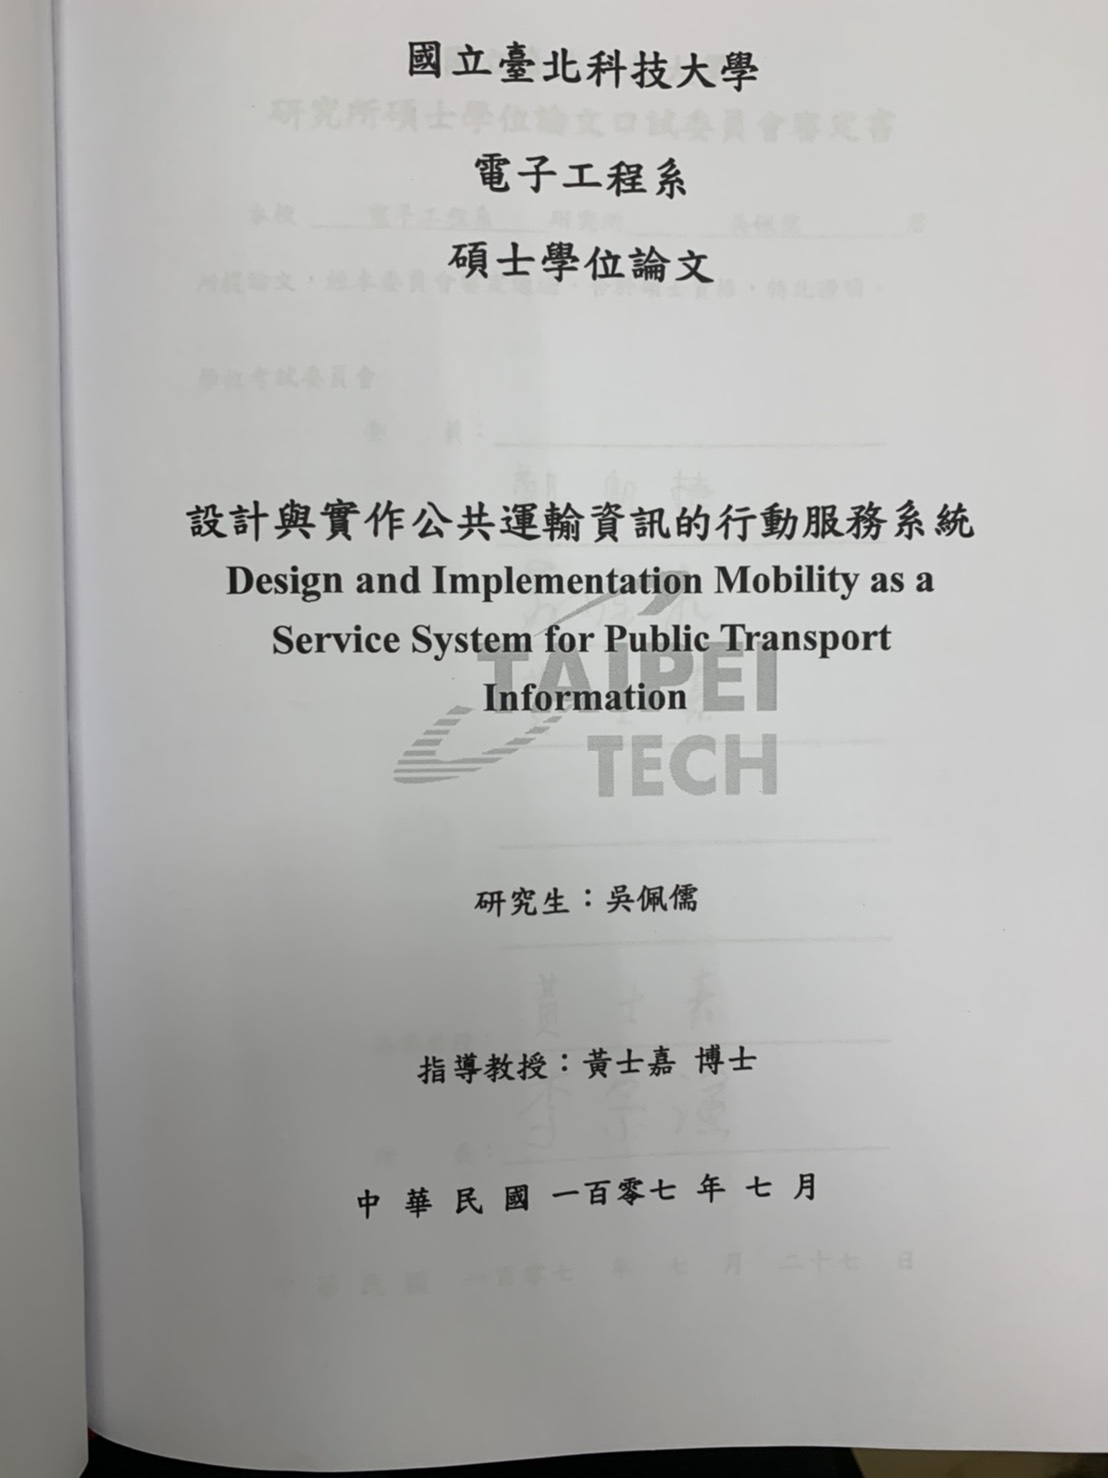 國立臺北科技大學
電子工程系
碩士學位論文
設計與實作公共運輸資訊的行動服務系統
Design and Implementation Mobility as a
Service System for Public Transport
Information
TAIPEI
TECH
研究生：吳佩儒
指導教授：黃士嘉 博士
中 華 民 國 一百零七 年 七 月